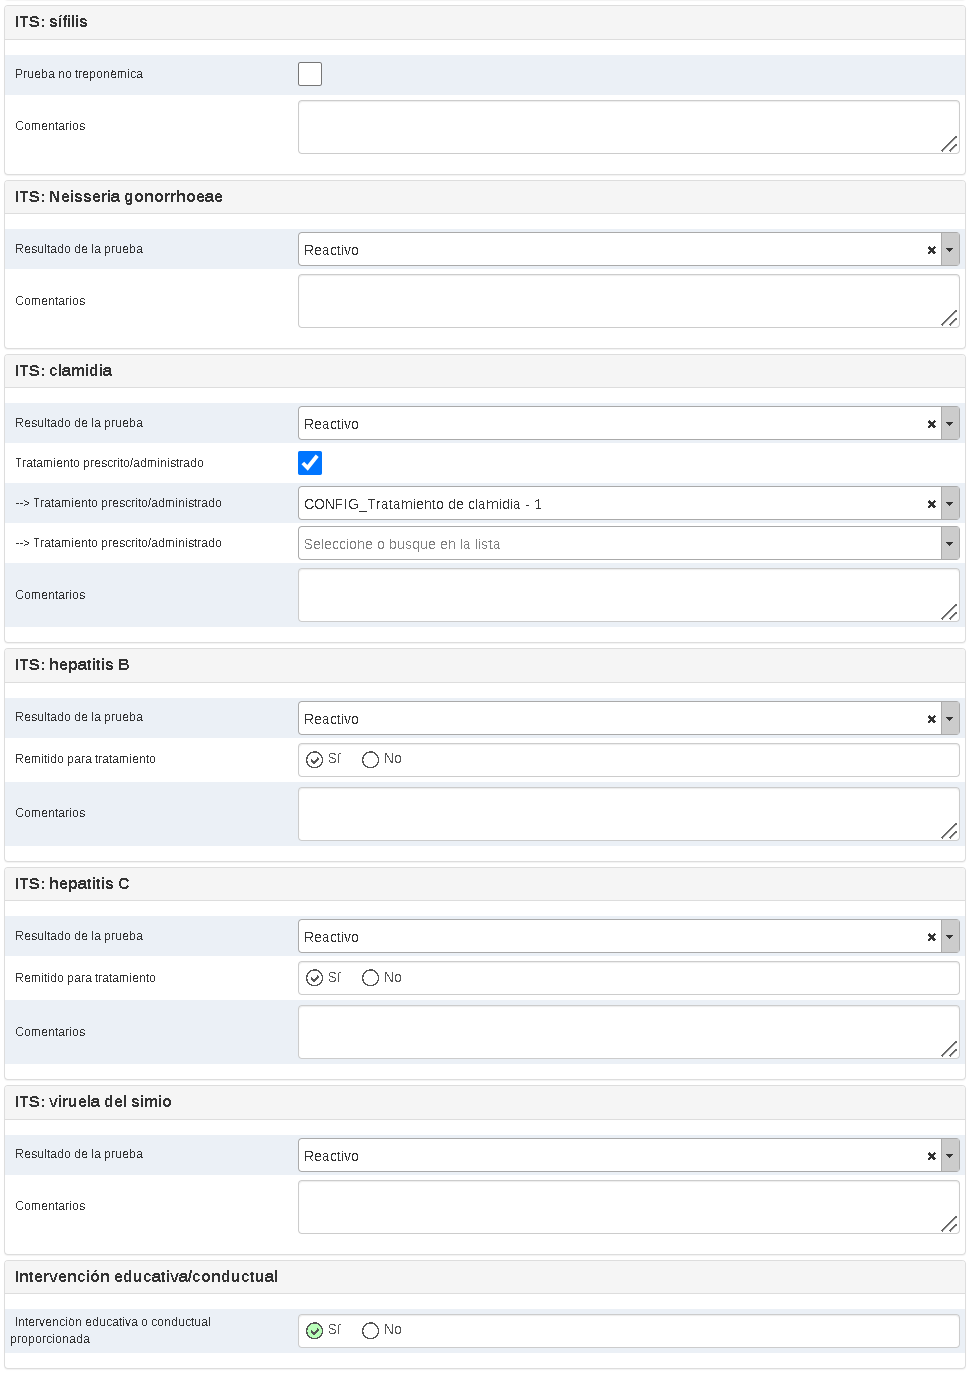 ITS: sífilis
Prueba no treponémica
Comentarios
ITS: Neisseria gonorrhoeae
Resultado de la prueba
Reactivo
Comentarios
ITS: clamidia
Resultado de la prueba
Reactivo
Tratamiento prescrito/administrado
--> Tratamiento prescrito/administrado
CONFIG_Tratamiento de clamidia - 1
--> Tratamiento prescrito/administrado
Seleccione o busque en la lista
Comentarios
ITS: hepatitis B
Resultado de la prueba
Reactivo
Remitido para tratamiento
Sí No
Comentarios
ITS: hepatitis C
Resultado de la prueba
Reactivo
Remitido para tratamiento
Sí No
Comentarios
ITS: viruela del simio
Resultado de la prueba
Reactivo
Comentarios
Intervención educativa/conductual
Intervención educativa o conductual
proporcionada
Sí No